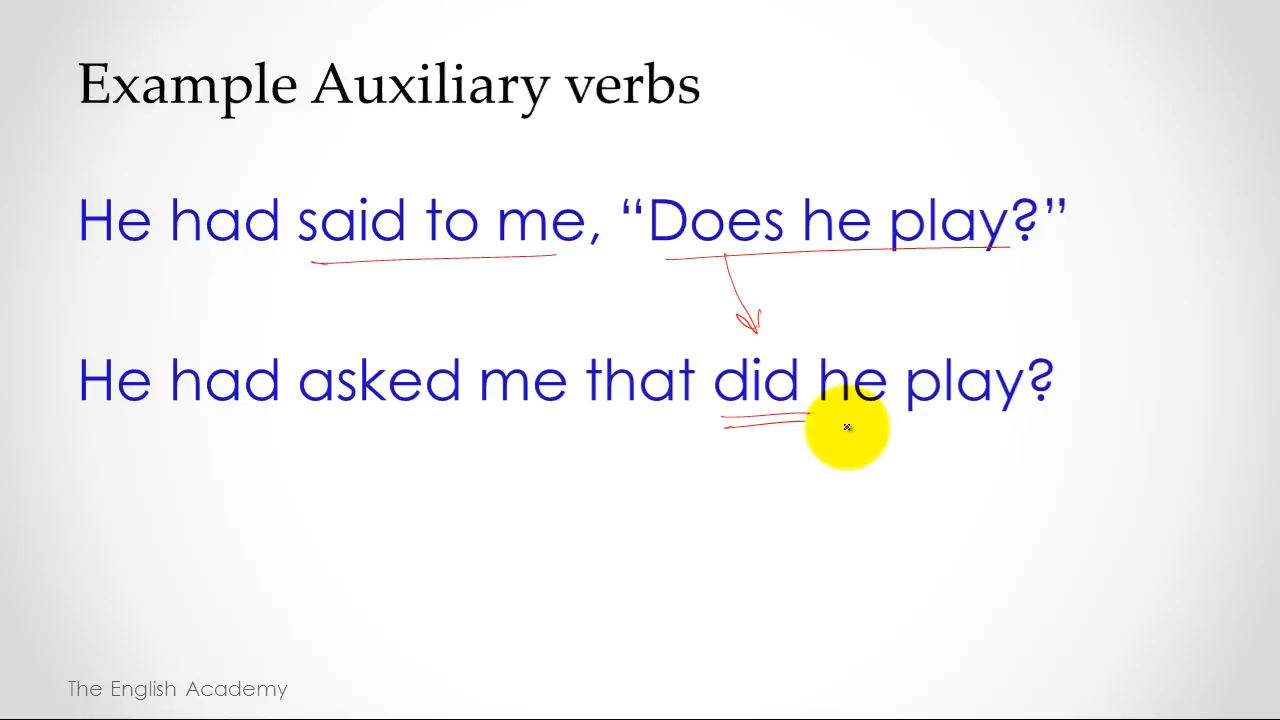 Example Auxiliary verbs
He had said to me, “Does he play?”
He had asked me that did he play?
The English Academy